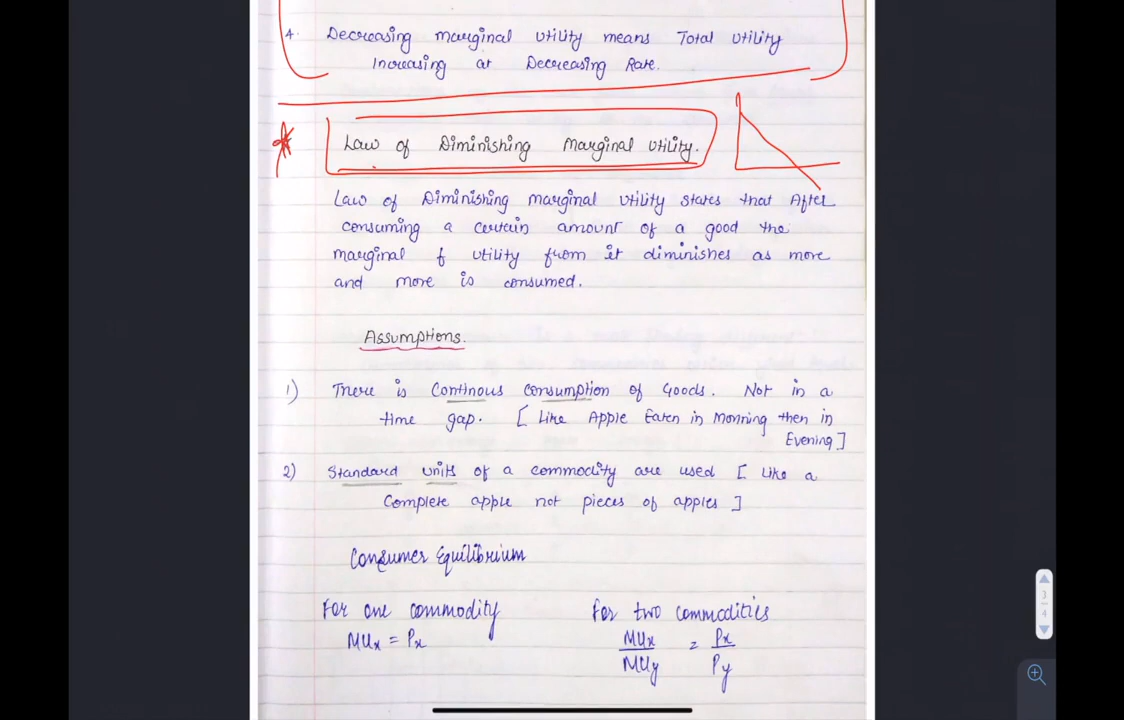 4. Decreasing marginal utility means Total utility
Increasing at Decreasing Rate.
Law of Diminishing Marginal Utility.
Law of Diminishing marginal utility states that After
consuming a certain amount of a good the
marginal f utility from it diminishes as more
and more is consumed.
Assumptions.
1) There is Continous Consumption of Goods. Not in a
time gap. [Like Apple Eaten in Morning then in
Evening]
2) Standard units of a commodity are used [Like a
Complete apple not pieces of apples]
Consumer Equilibrium
For one commodity
MUx = Px
For two commodities
MUx/MUy = Px/Py
3
4